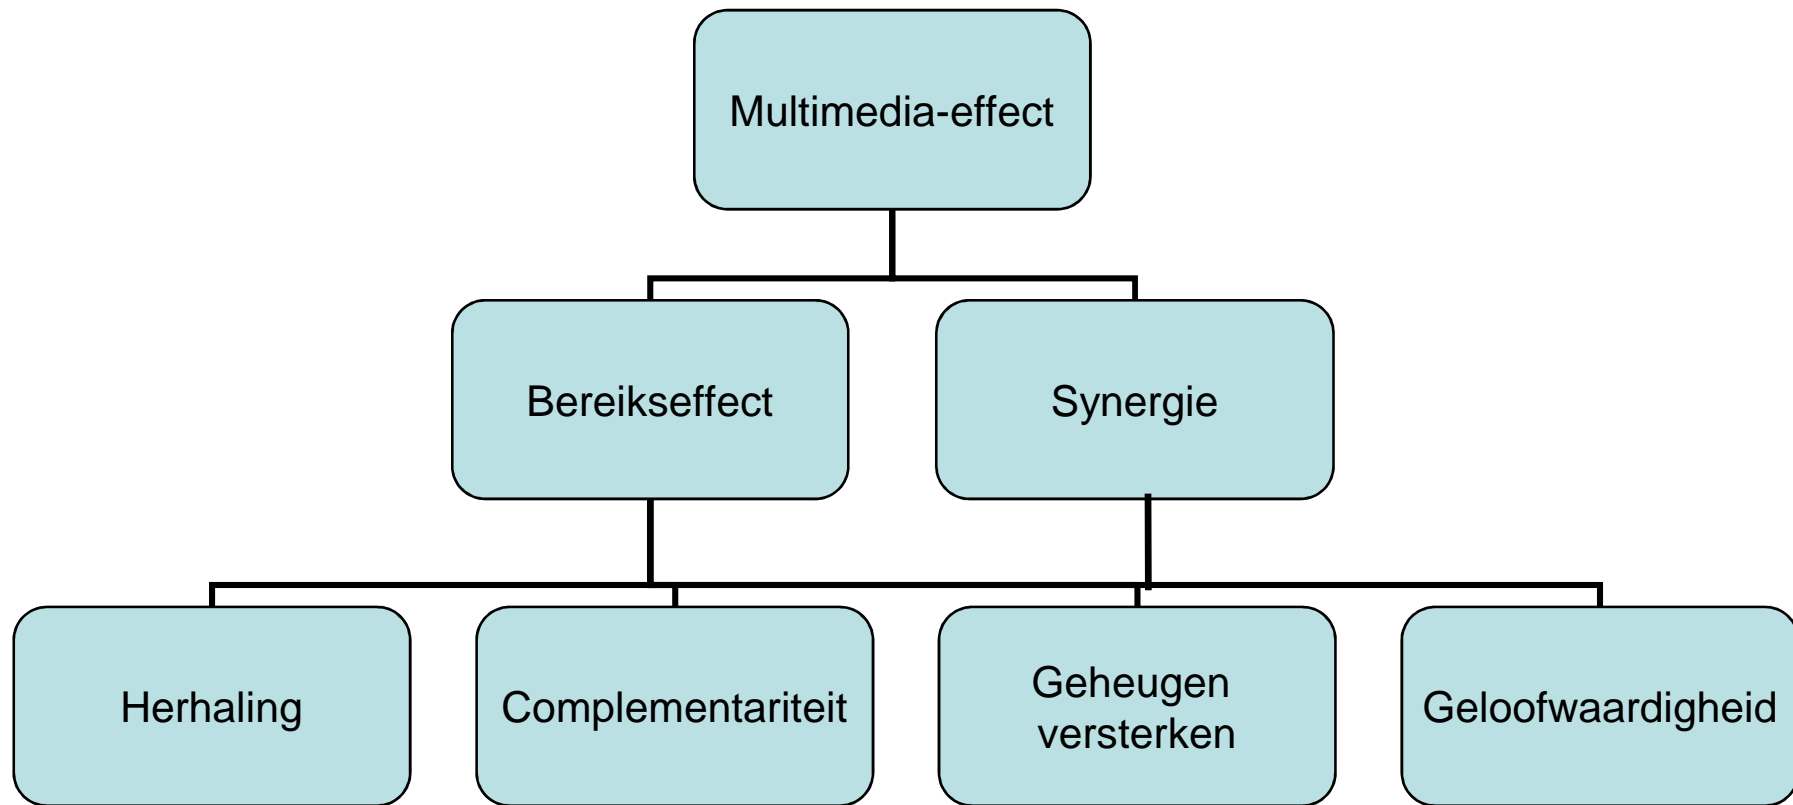 Multimedia-effect
Bereikseffect
Synergie
Herhaling
Complementariteit
Geheugen
versterken
Geloofwaardigheid